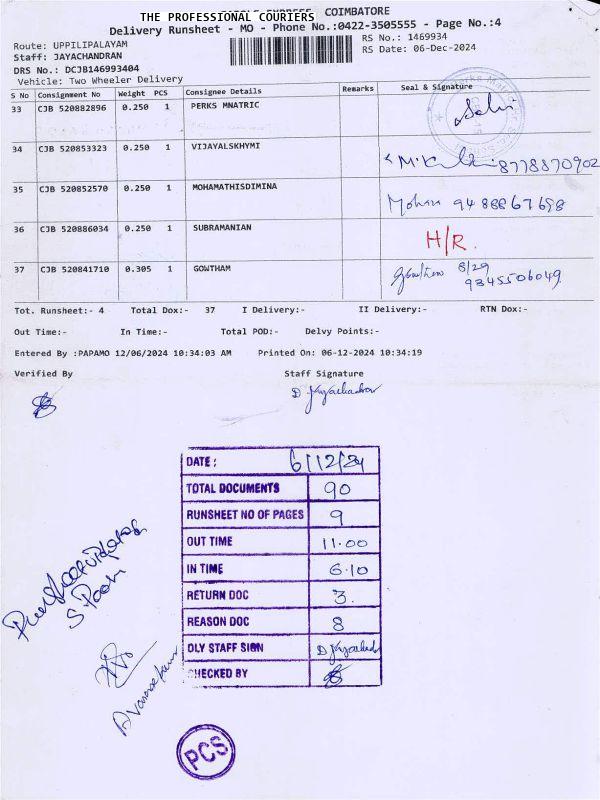 THE PROFESSIONAL COURIERS
COIMBATORE
Delivery Runsheet - MO - Phone No.:0422-3505555 - Page No.:4
Route: UPPILIPALAYAM
RS No.: 1469934
Staff: JAYACHANDRAN
RS Date: 06-Dec-2024
DRS No.: DCJB146993404
Vehicle: Two Wheeler Delivery
S No Consignment No Weight PCS Consignee Details Remarks Seal & Signature
33 CJB 520882896 0.250 1 PERKS MNATRIC
34 CJB 520853323 0.250 1 VIJAYALSKHYMI 8778870902
35 CJB 520852570 0.250 1 MOHAMATHISDIMINA Mohan 9488867698
36 CJB 520886034 0.250 1 SUBRAMANIAN H/R.
37 CJB 520841710 0.305 1 GOWTHAM Gowtham 8/29
9345506049
Tot. Runsheet:- 4 Total Dox:- 37 I Delivery:- II Delivery:- RTN Dox:-
Out Time:- In Time:- Total POD:- Delvy Points:-
Entered By :PAPAMO 12/06/2024 10:34:03 AM Printed On: 06-12-2024 10:34:19
Verified By Staff Signature
D Jayachandran
DATE: 6/12/24
TOTAL DOCUMENTS 90
RUNSHEET NO OF PAGES 9
OUT TIME 11.00
IN TIME 6.10
RETURN DOC 3
REASON DOC 8
DLY STAFF SIGN
CHECKED BY
PCS